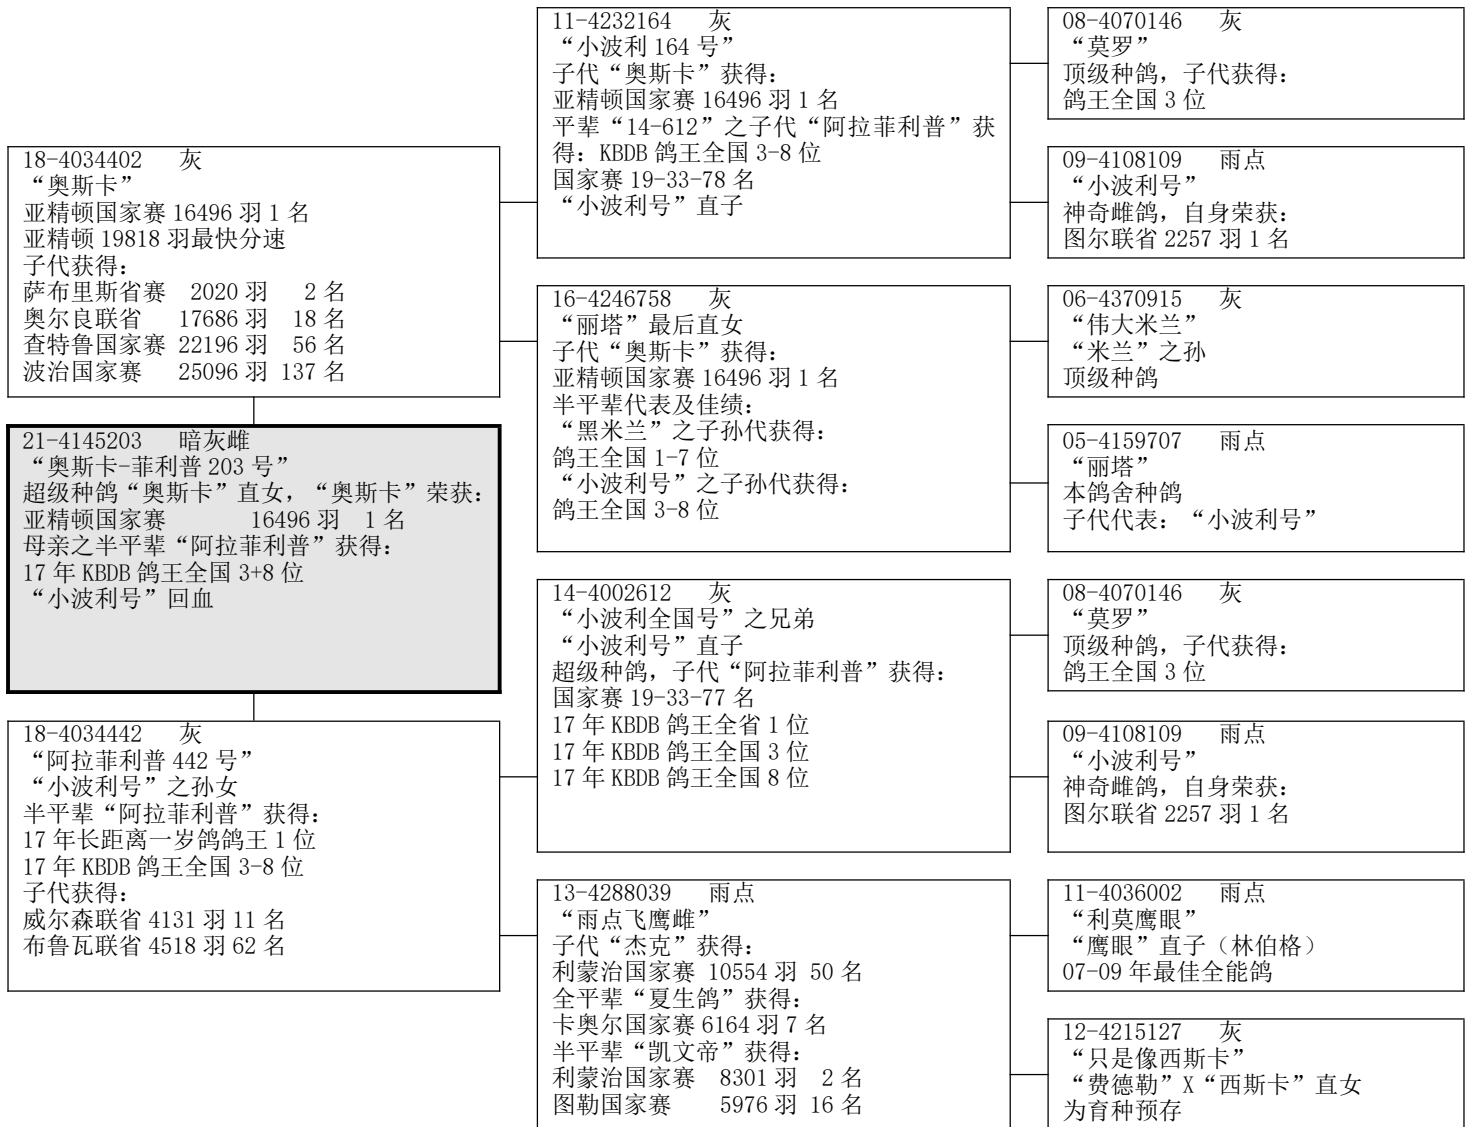 18-4034402 灰
“奥斯卡”
亚精顿国家赛 16496 羽 1 名
亚精顿 19818 羽最快分速
子代获得：
萨布里斯省赛 2020 羽 2 名
奥尔良联省 17686 羽 18 名
查特鲁国家赛 22196 羽 56 名
波治国家赛 25096 羽 137 名
21-4145203 暗灰雌
“奥斯卡-菲利普 203 号”
超级种鸽“奥斯卡”直女，“奥斯卡”荣获：
亚精顿国家赛 16496 羽 1 名
母亲之半平辈“阿拉菲利普”获得：
17 年 KBDB 鸽王全国 3+8 位
“小波利号”回血
18-4034442 灰
“阿拉菲利普 442 号”
“小波利号”之孙女
半平辈“阿拉菲利普”获得：
17 年长距离一岁鸽鸽王 1 位
17 年 KBDB 鸽王全国 3-8 位
子代获得：
威尔森联省 4131 羽 11 名
布鲁瓦联省 4518 羽 62 名
11-4232164 灰
“小波利 164 号”
子代“奥斯卡”获得：
亚精顿国家赛 16496 羽 1 名
平辈“14-612”之子代“阿拉菲利普”获
得：KBDB 鸽王全国 3-8 位
国家赛 19-33-78 名
“小波利号”直子
16-4246758 灰
“丽塔”最后直女
子代“奥斯卡”获得：
亚精顿国家赛 16496 羽 1 名
半平辈代表及佳绩：
“黑米兰”之子孙代获得：
鸽王全国 1-7 位
“小波利号”之子孙代获得：
鸽王全国 3-8 位
14-4002612 灰
“小波利全国号”之兄弟
“小波利号”直子
超级种鸽，子代“阿拉菲利普”获得：
国家赛 19-33-77 名
17 年 KBDB 鸽王全省 1 位
17 年 KBDB 鸽王全国 3 位
17 年 KBDB 鸽王全国 8 位
13-4288039 雨点
“雨点飞鹰雌”
子代“杰克”获得：
利蒙治国家赛 10554 羽 50 名
全平辈“夏生鸽”获得：
卡奥尔国家赛 6164 羽 7 名
半平辈“凯文帝”获得：
利蒙治国家赛 8301 羽 2 名
图勒国家赛 5976 羽 16 名
08-4070146 灰
“莫罗”
顶级种鸽，子代获得：
鸽王全国 3 位
09-4108109 雨点
“小波利号”
神奇雌鸽，自身荣获：
图尔联省 2257 羽 1 名
06-4370915 灰
“伟大米兰”
“米兰”之孙
顶级种鸽
05-4159707 雨点
“丽塔”
本鸽舍种鸽
子代代表：“小波利号”
08-4070146 灰
“莫罗”
顶级种鸽，子代获得：
鸽王全国 3 位
09-4108109 雨点
“小波利号”
神奇雌鸽，自身荣获：
图尔联省 2257 羽 1 名
11-4036002 雨点
“利莫鹰眼”
“鹰眼”直子（林伯格）
07-09 年最佳全能鸽
12-4215127 灰
“只是像西斯卡”
“费德勒”X“西斯卡”直女
为育种预存